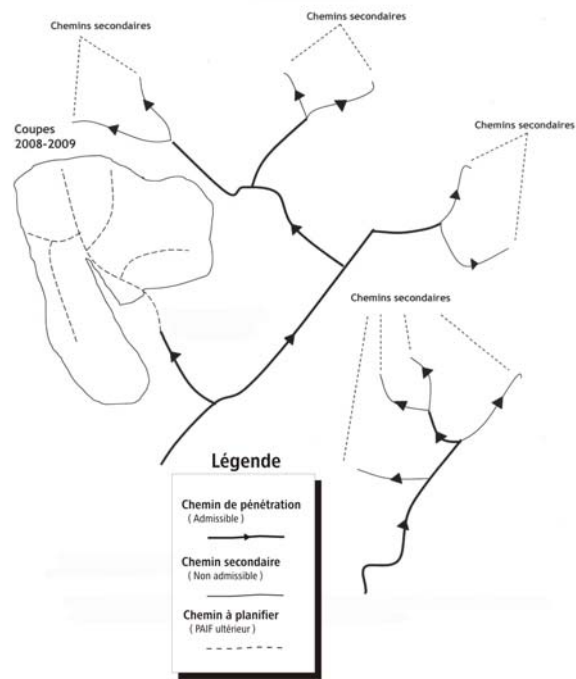 Chemins secondaires
Chemins secondaires
Coupes
2008-2009
Chemins secondaires
Chemins secondaires
Légende
Chemin de pénétration
( Admissible )
Chemin secondaire
( Non admissible )
Chemin à planifier
( PAIF ultérieur )